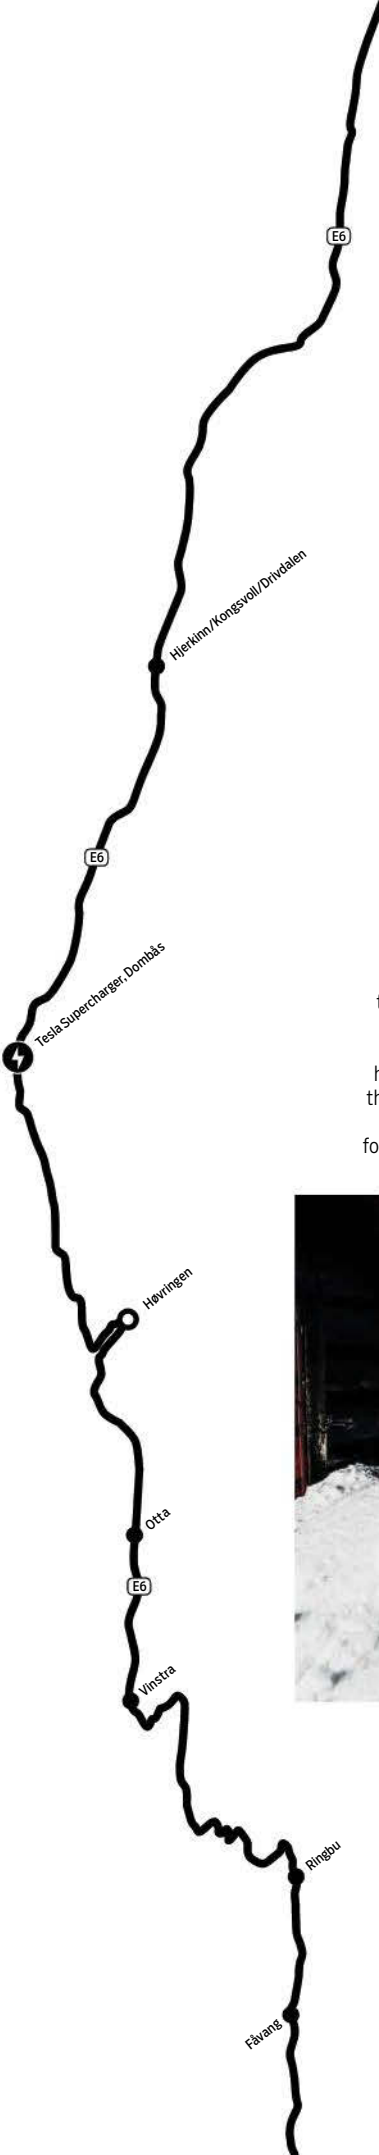 E6
Hjerkinn/Kongsvoll/Drivdalen
E6
Tesla Supercharger, Dombås
Høvringen
Otta
E6
Vinstra
Ringbu
Fåvang